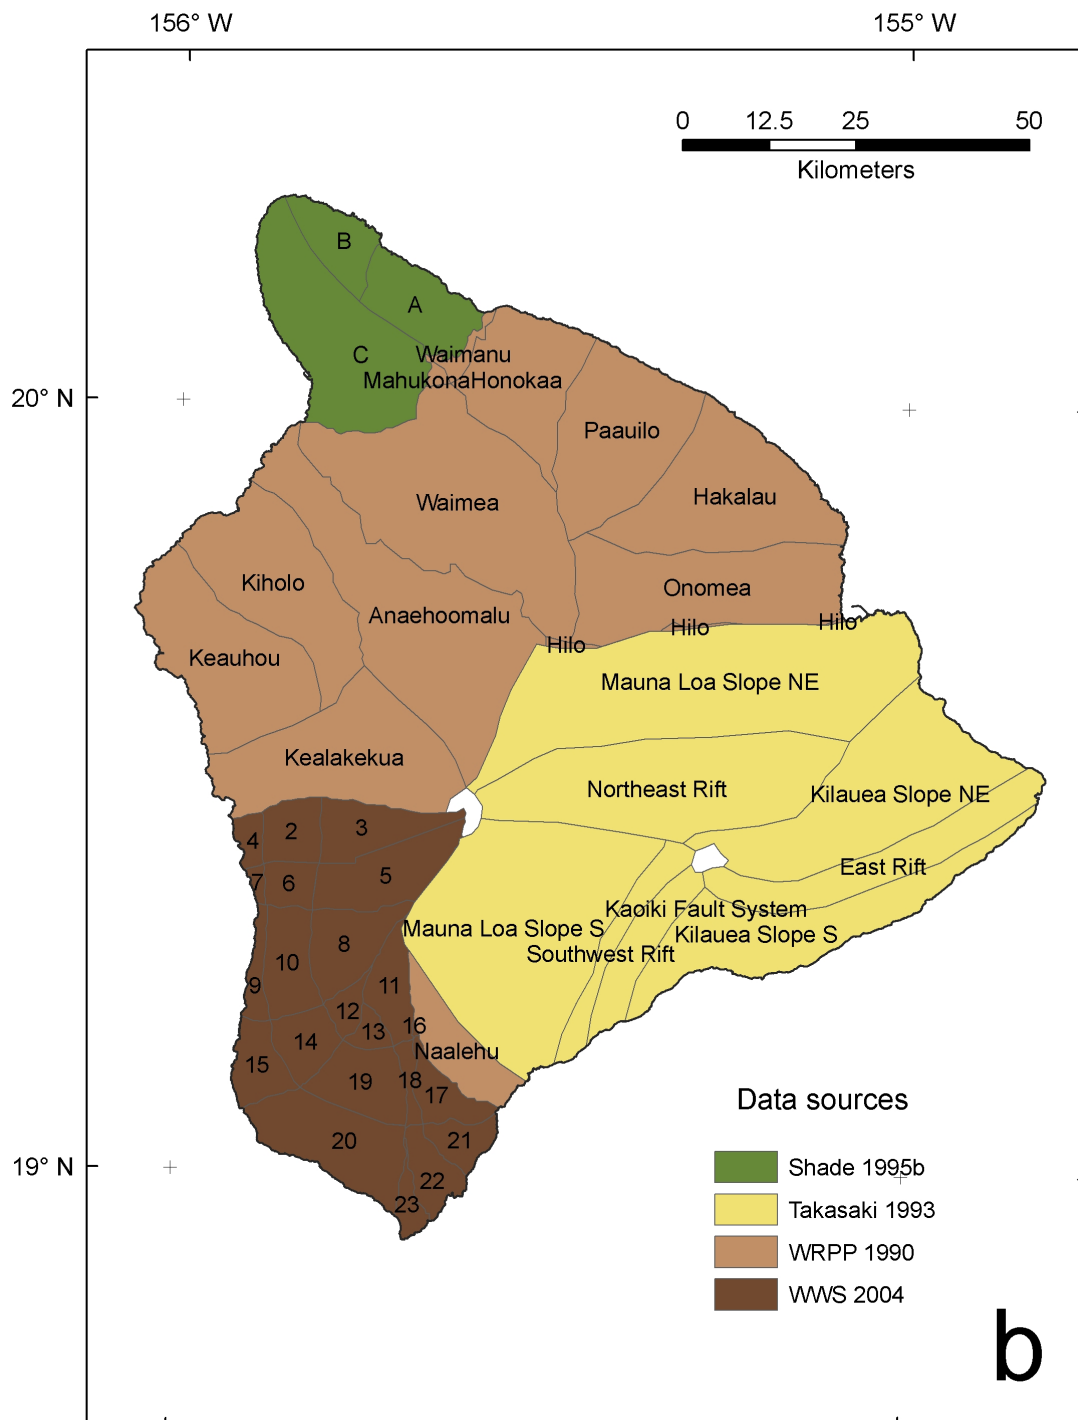 156° W
155° W
0 12.5 25 50
Kilometers
B
A
C
Waimanu
Mahukona Honokaa
20° N
Paauilo
Hakalau
Waimea
Kiholo
Onomea
Anaehoomalu
Hilo
Hilo
Hilo
Keauhou
Mauna Loa Slope NE
Kealakekua
Northeast Rift
Kilauea Slope NE
4 2 3
East Rift
7 6 5
Kaoiki Fault System
Mauna Loa Slope S
Kilauea Slope S
Southwest Rift
8
10
9
11
12
16
13
14
Naalehu
15
19
18
17
Data sources
20
21
19° N
Shade 1995b
22
23
Takasaki 1993
WRPP 1990
WWS 2004
b